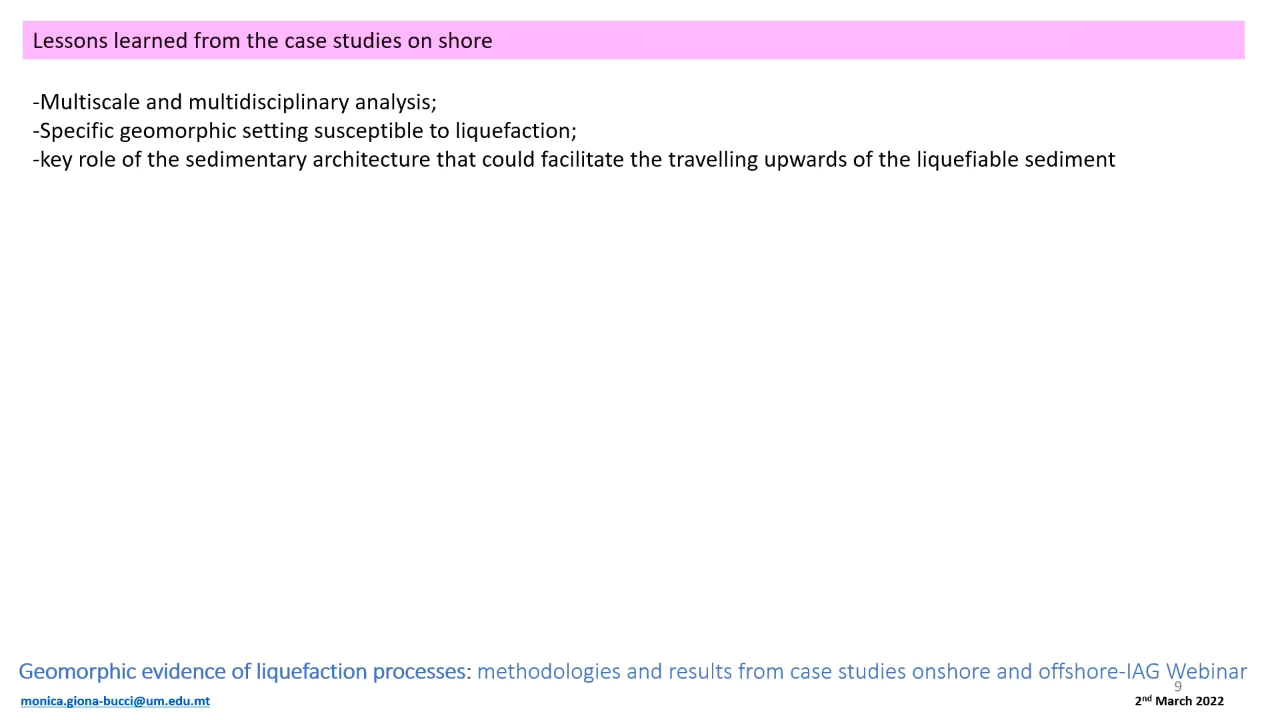 Lessons learned from the case studies on shore
-Multiscale and multidisciplinary analysis;
-Specific geomorphic setting susceptible to liquefaction;
-key role of the sedimentary architecture that could facilitate the travelling upwards of the liquefiable sediment
Geomorphic evidence of liquefaction processes: methodologies and results from case studies onshore and offshore-IAG Webinar
9
monica.giona-bucci@um.edu.mt
2nd March 2022